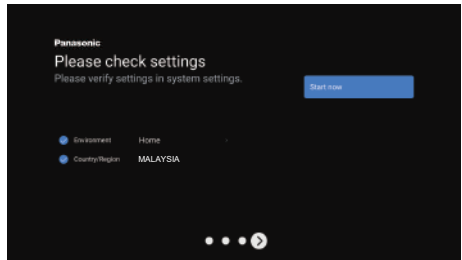 Panasonic
Please check settings
Please verify settings in system settings.
Start now
Environment Home
Country/Region MALAYSIA